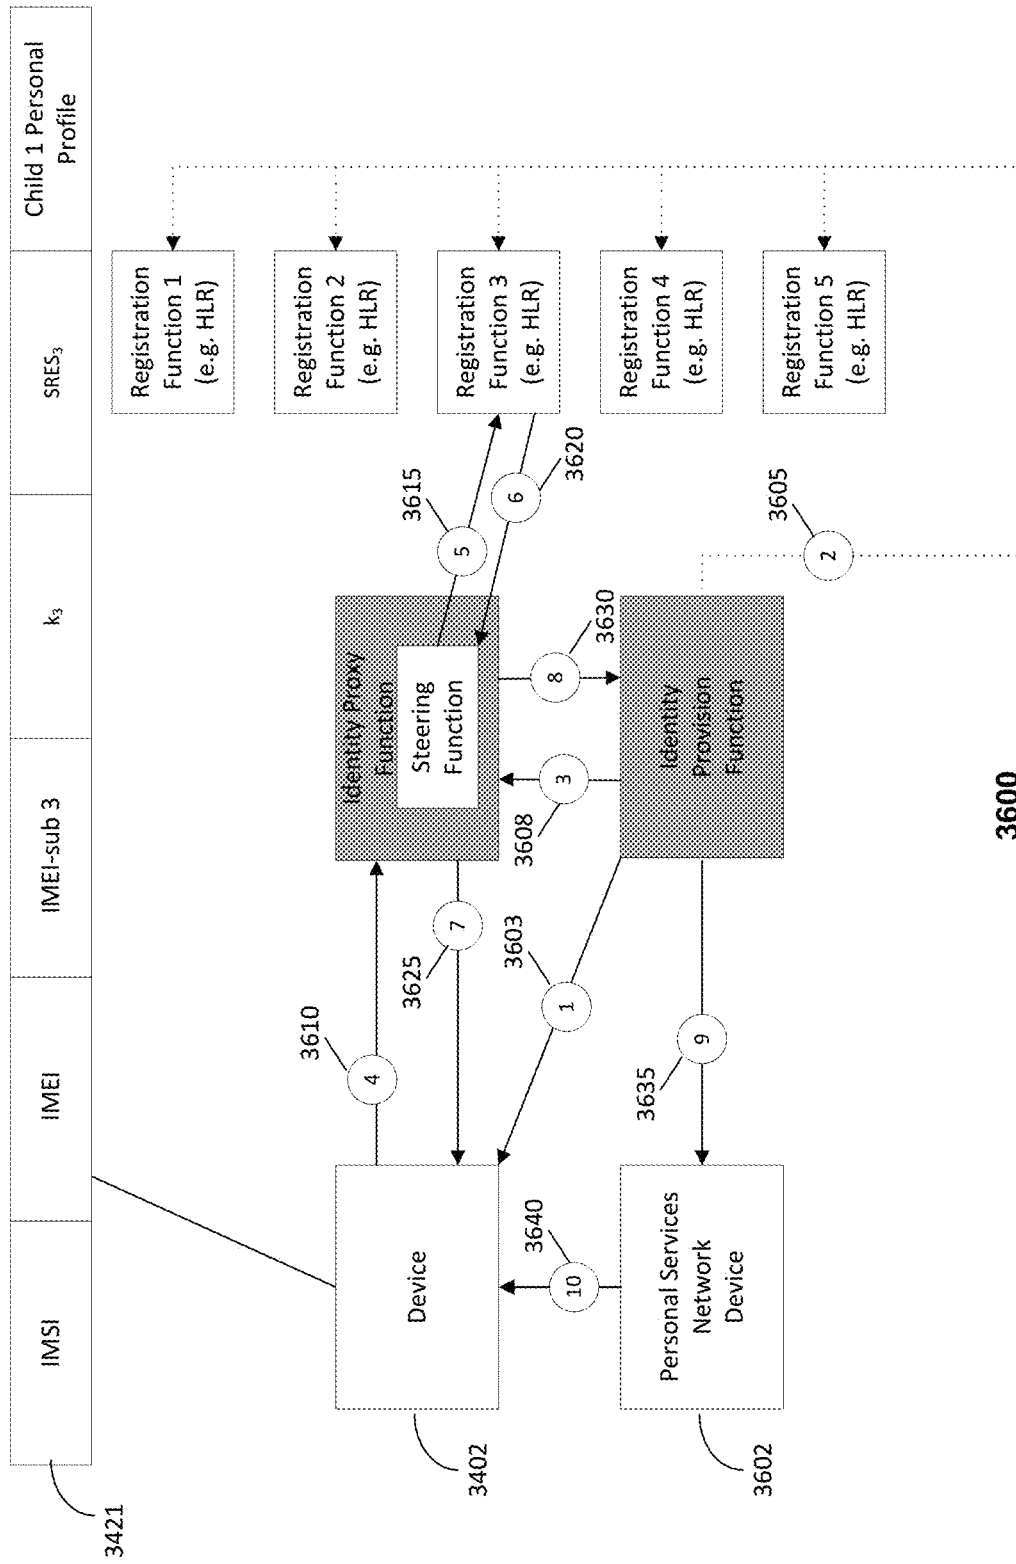 IMSI
IMEI
IMEI-sub 3
k₃
SRES₃
Child 1 Personal
Profile
3421
Device
3402
Personal Services
Network
Device
3602
Identity Proxy
Function
Steering
Function
Identity
Provision
Function
Registration
Function 1
(e.g. HLR)
Registration
Function 2
(e.g. HLR)
Registration
Function 3
(e.g. HLR)
Registration
Function 4
(e.g. HLR)
Registration
Function 5
(e.g. HLR)
1
3603
2
3605
3
3608
4
3610
5
3615
6
3620
7
3625
8
3630
9
3635
10
3640
3600